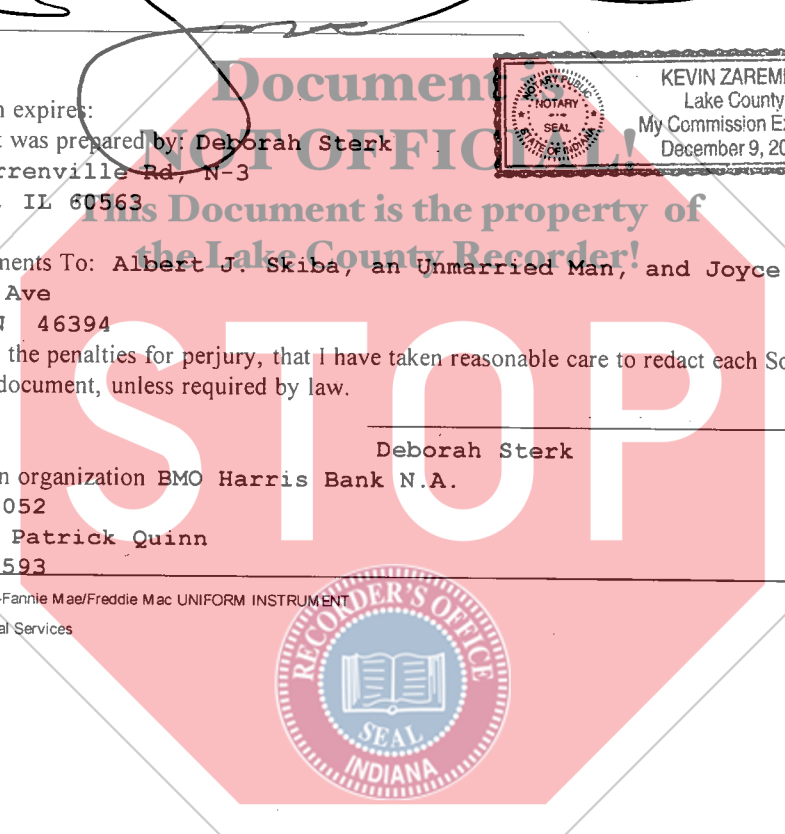 Document is
KEVIN ZAREM
Lake County
My Commission E
December 9, 20
NOTARY PUBLIC
NOTARY
SEAL
STATE OF INDIANA
n expires:
t was prepared by: Deborah Sterk
NOT OFFICIAL!
rrenville Rd, N-3
, IL 60563
This Document is the property of
the Lake County Recorder!
ments To: Albert J. Skiba, an Unmarried Man, and Joyce
Ave
46394
the penalties for perjury, that I have taken reasonable care to redact each So
document, unless required by law.
STOP
Deborah Sterk
n organization BMO Harris Bank N.A.
052
Patrick Quinn
593
-Fannie Mae/Freddie Mac UNIFORM INSTRUMENT
al Services
RECORDER'S OFFICE
SEAL
INDIANA